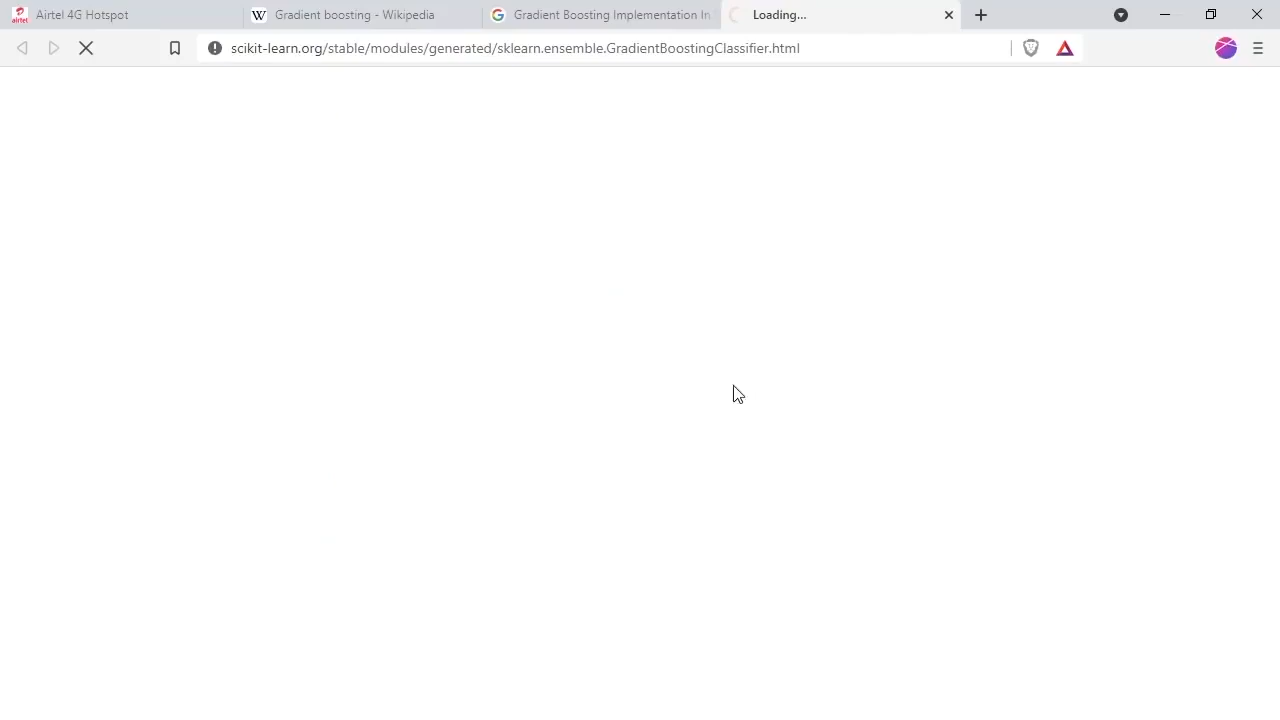 Airtel 4G Hotspot
Gradient boosting - Wikipedia
Gradient Boosting Implementation In
Loading...
scikit-learn.org/stable/modules/generated/sklearn.ensemble.GradientBoostingClassifier.html